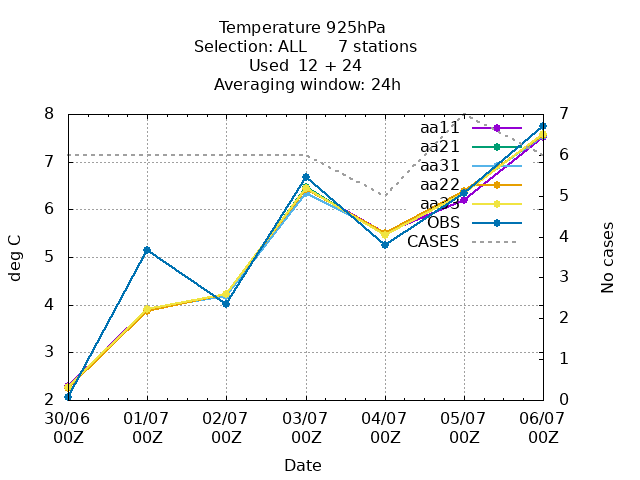 Temperature 925hPa
Selection: ALL 7 stations
Used 12 + 24
Averaging window: 24h
8
7
6
5
4
3
2
7
6
5
4
3
2
1
0
deg C
No cases
aa11
aa21
aa31
aa22
aa33
OBS
CASES
30/06 01/07 02/07 03/07 04/07 05/07 06/07
00Z 00Z 00Z 00Z 00Z 00Z 00Z
Date